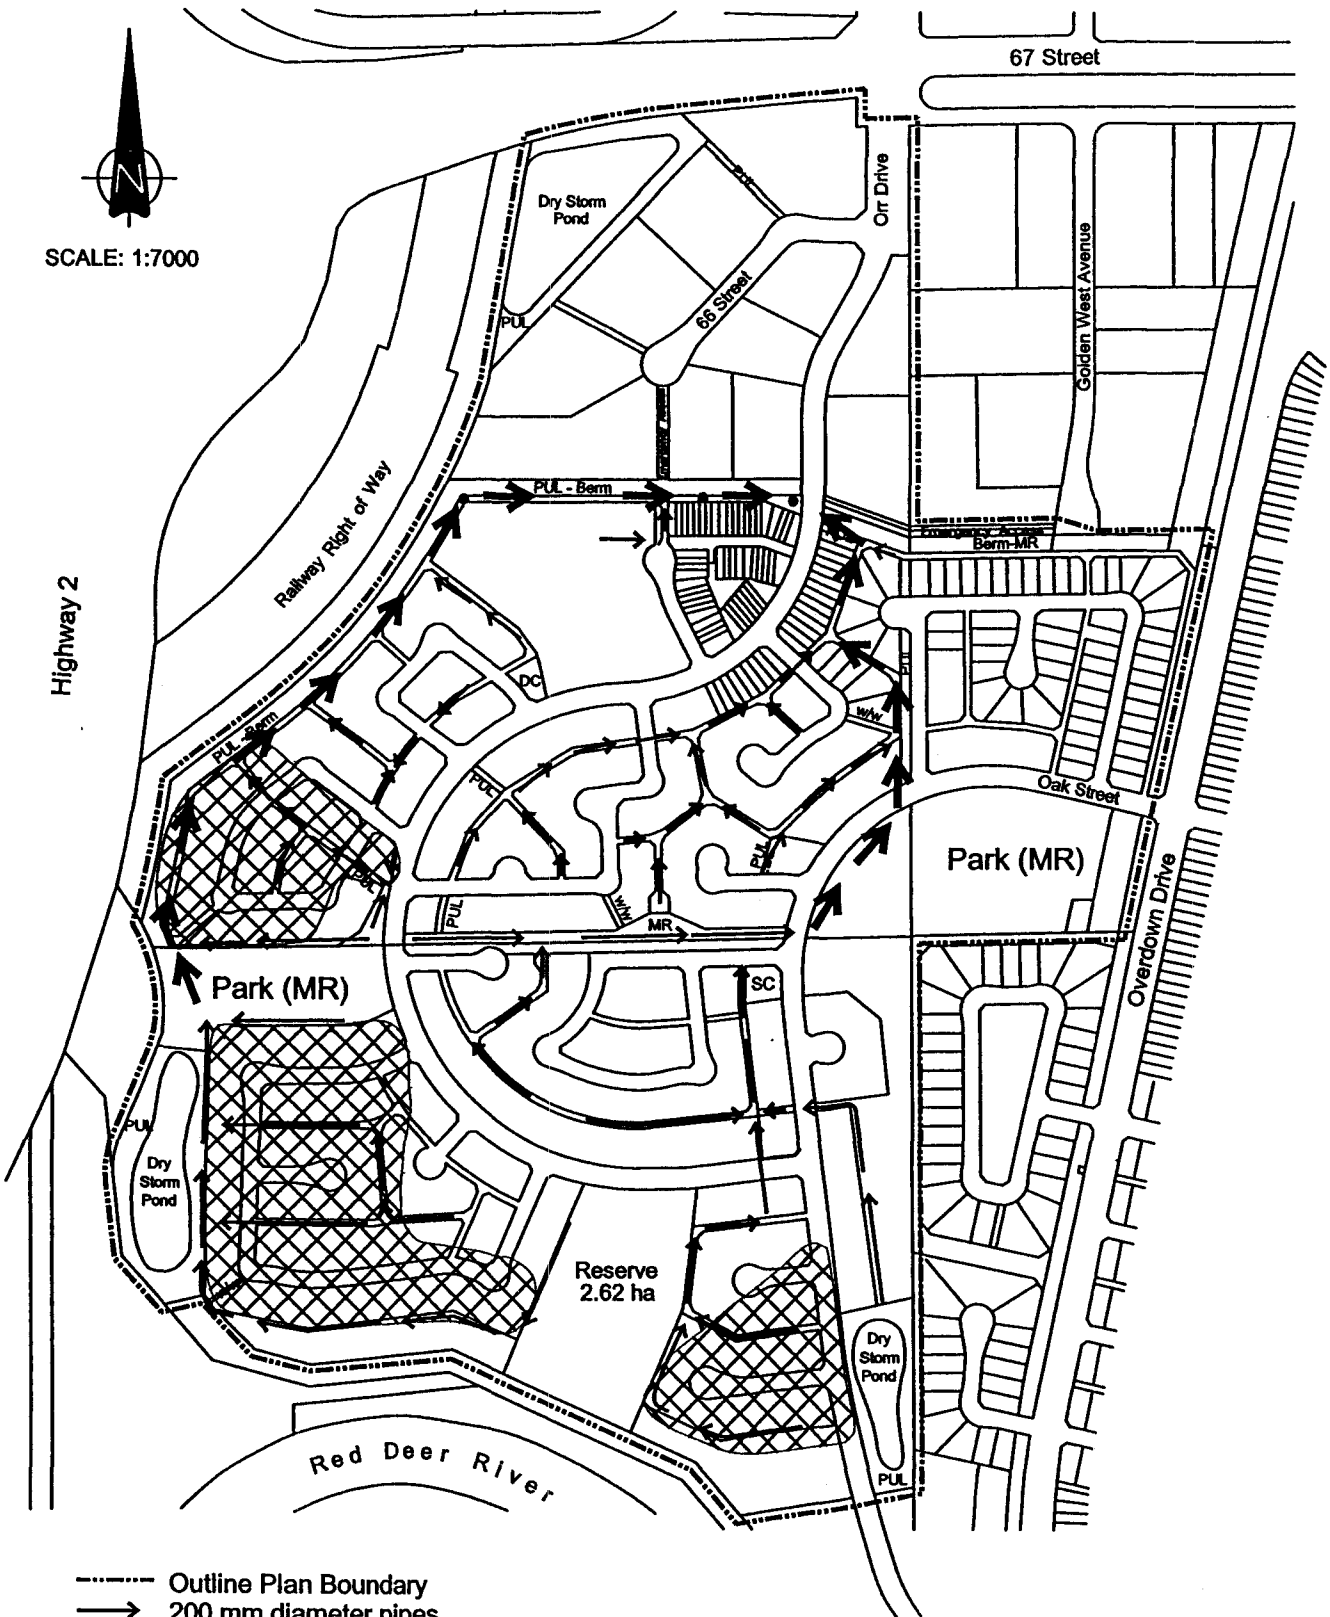 67 Street
N
SCALE: 1:7000
Orr Drive
PUL
Dry Storm
Pond
Golden West Avenue
66 Street
PUL
Railway Right of Way
PUL - Berm
Emergency Access
Berm-MR
Highway 2
PUL
DC
w/w
PUL - Berm
PUL
Oak Street
PUL
Park (MR)
Overdown Drive
PUL
PUL
w/w
MR
Park (MR)
SC
PUL
Dry
Storm
Pond
Reserve
2.62 ha
Dry
Storm
Pond
Red Deer River
PUL
Outline Plan Boundary
200 mm diameter pipes